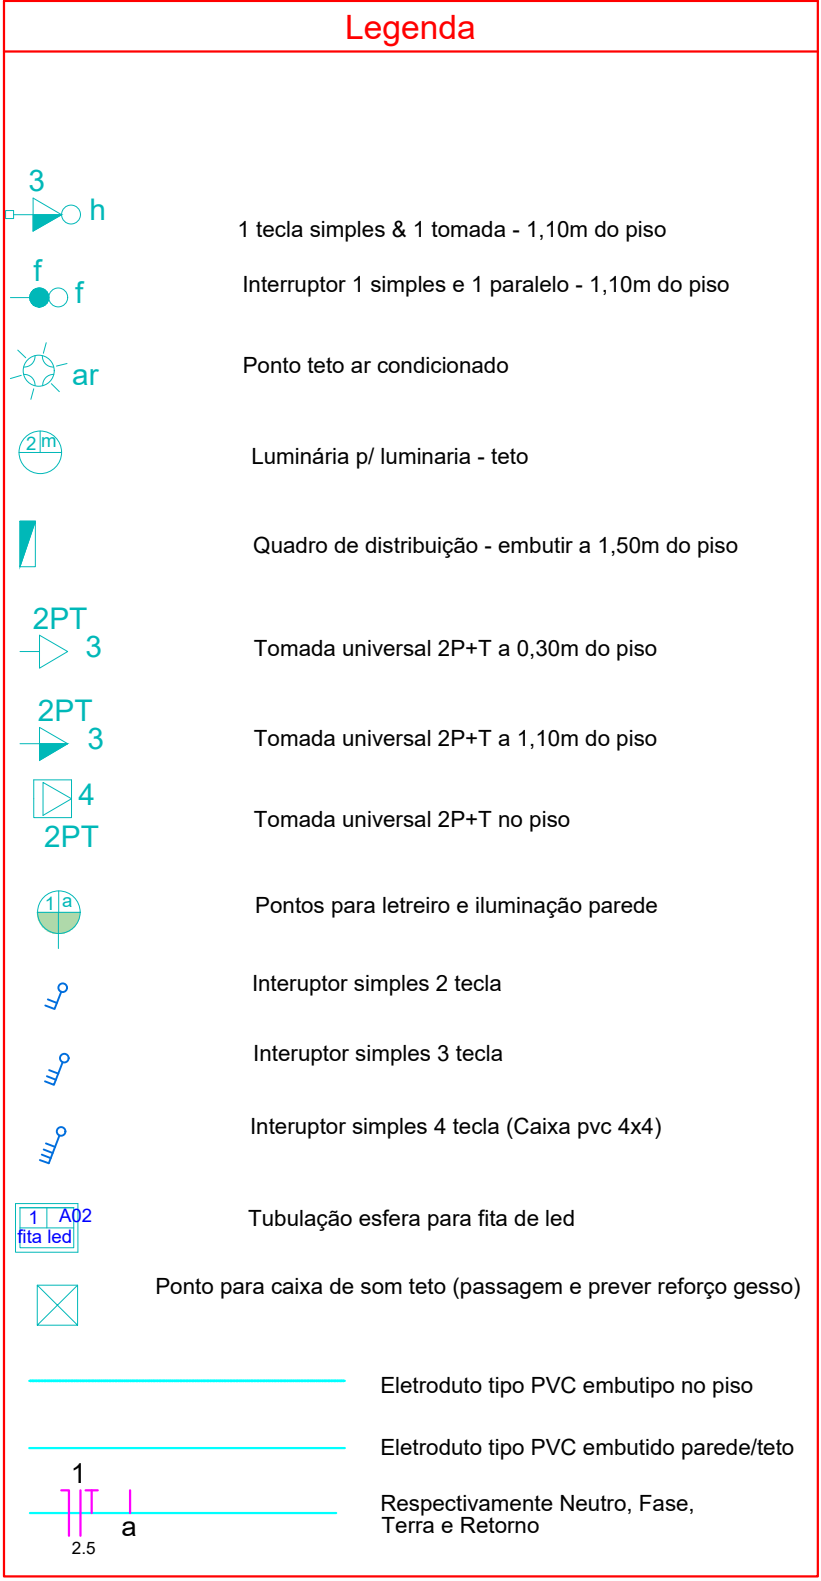 Legenda
3
h
1 tecla simples & 1 tomada - 1,10m do piso
f
f
Interruptor 1 simples e 1 paralelo - 1,10m do piso
ar
Ponto teto ar condicionado
2 m
Luminária p/ luminaria - teto
Quadro de distribuição - embutir a 1,50m do piso
2PT
3
Tomada universal 2P+T a 0,30m do piso
2PT
3
Tomada universal 2P+T a 1,10m do piso
4
2PT
Tomada universal 2P+T no piso
1 a
Pontos para letreiro e iluminação parede
Interuptor simples 2 tecla
Interuptor simples 3 tecla
Interuptor simples 4 tecla (Caixa pvc 4x4)
1 A02
fita led
Tubulação esfera para fita de led
Ponto para caixa de som teto (passagem e prever reforço gesso)
Eletroduto tipo PVC embutipo no piso
Eletroduto tipo PVC embutido parede/teto
1
a
2.5
Respectivamente Neutro, Fase,
Terra e Retorno